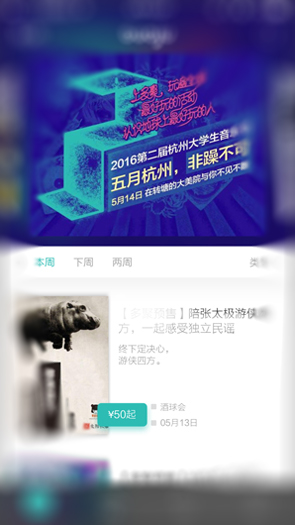 上多美，玩逾全城
最好玩的活动
认识地球上最好玩的人
2016第二届杭州大学生音
五月杭州，非躁不可
5月14日 在转塘的大美院与你不见不
本周 下周 两周 类
陪张太极游侠
方，一起感受独立民谣
终下定决心，
游侠四方。
¥50起
酒球会
05月13日